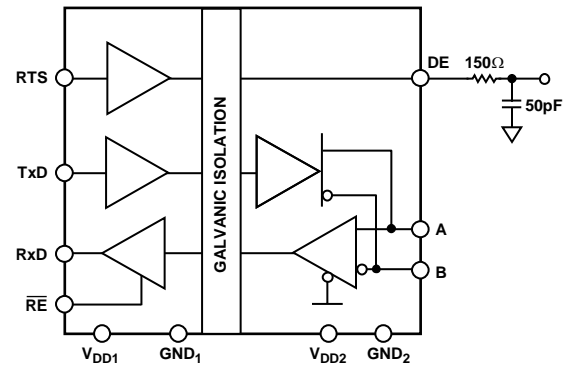 DE
150Ω
RTS
50pF
GALVANIC ISOLATION
TxD
A
RxD
B
RE
VDD1
GND1
VDD2
GND2